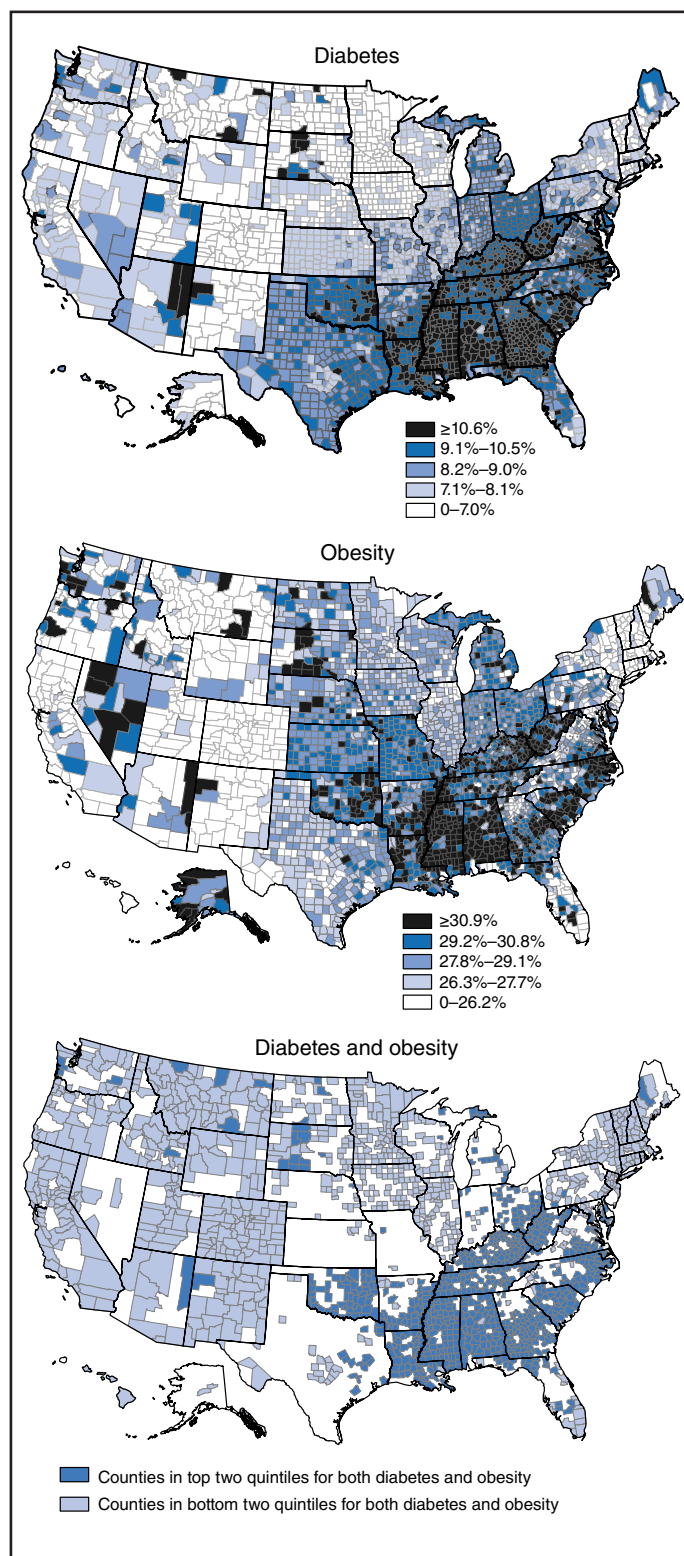 Diabetes
≥10.6%
9.1%–10.5%
8.2%–9.0%
7.1%–8.1%
0–7.0%
Obesity
≥30.9%
29.2%–30.8%
27.8%–29.1%
26.3%–27.7%
0–26.2%
Diabetes and obesity
Counties in top two quintiles for both diabetes and obesity
Counties in bottom two quintiles for both diabetes and obesity